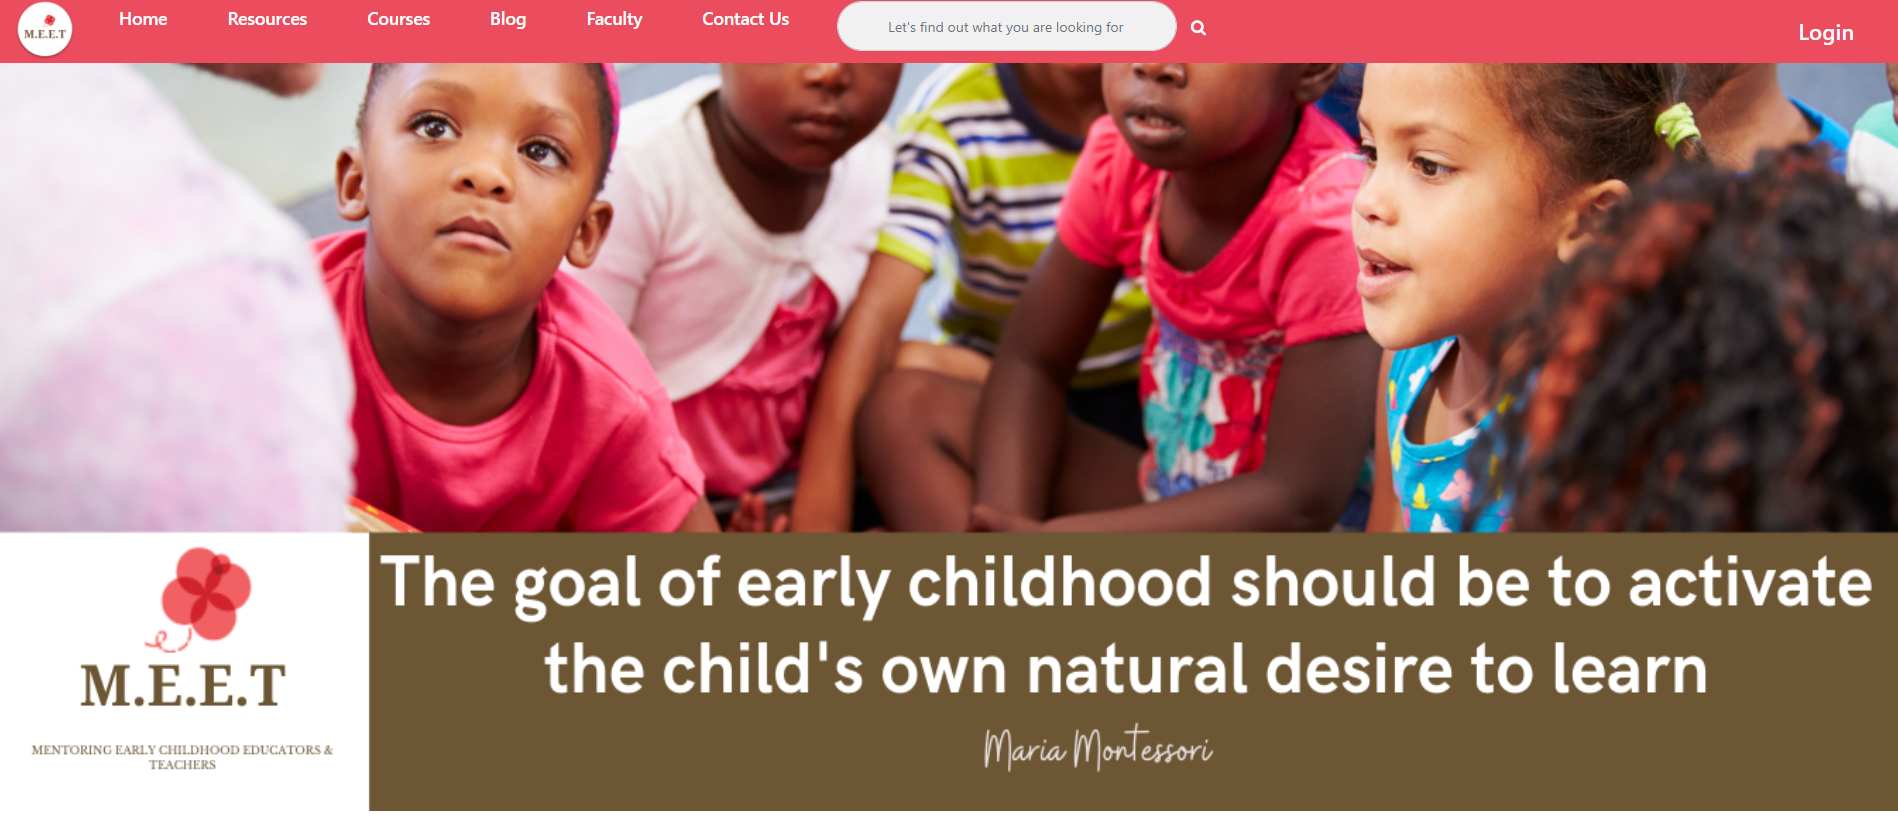 M.E.E.T
Home Resources Courses Blog Faculty Contact Us Let's find out what you are looking for Login
The goal of early childhood should be to activate
the child's own natural desire to learn
Maria Montessori
M.E.E.T
MENTORING EARLY CHILDHOOD EDUCATORS &
TEACHERS